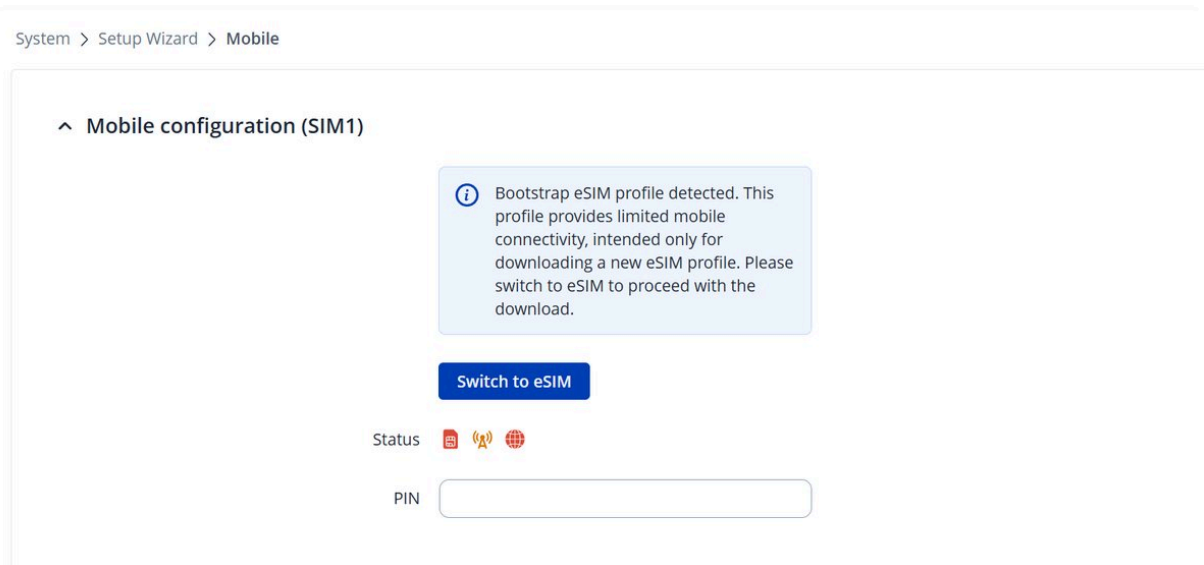 System > Setup Wizard > Mobile
Mobile configuration (SIM1)
Bootstrap eSIM profile detected. This
profile provides limited mobile
connectivity, intended only for
downloading a new eSIM profile. Please
switch to eSIM to proceed with the
download.
Switch to eSIM
Status
PIN